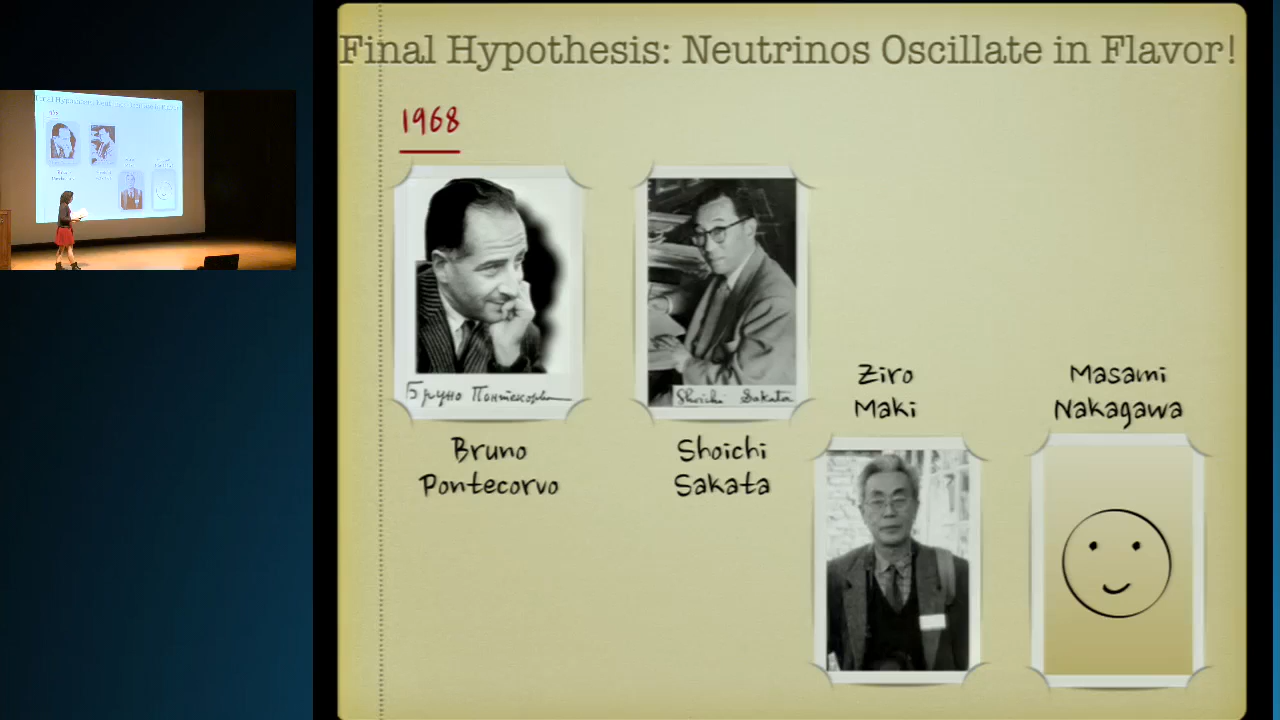 Final Hypothesis: Neutrinos Oscillate in Flavor!
1968
Бруно Понтекорво
Bruno
Pontecorvo
Shoichi Sakata
Shoichi
Sakata
Ziro
Maki
Masami
Nakagawa